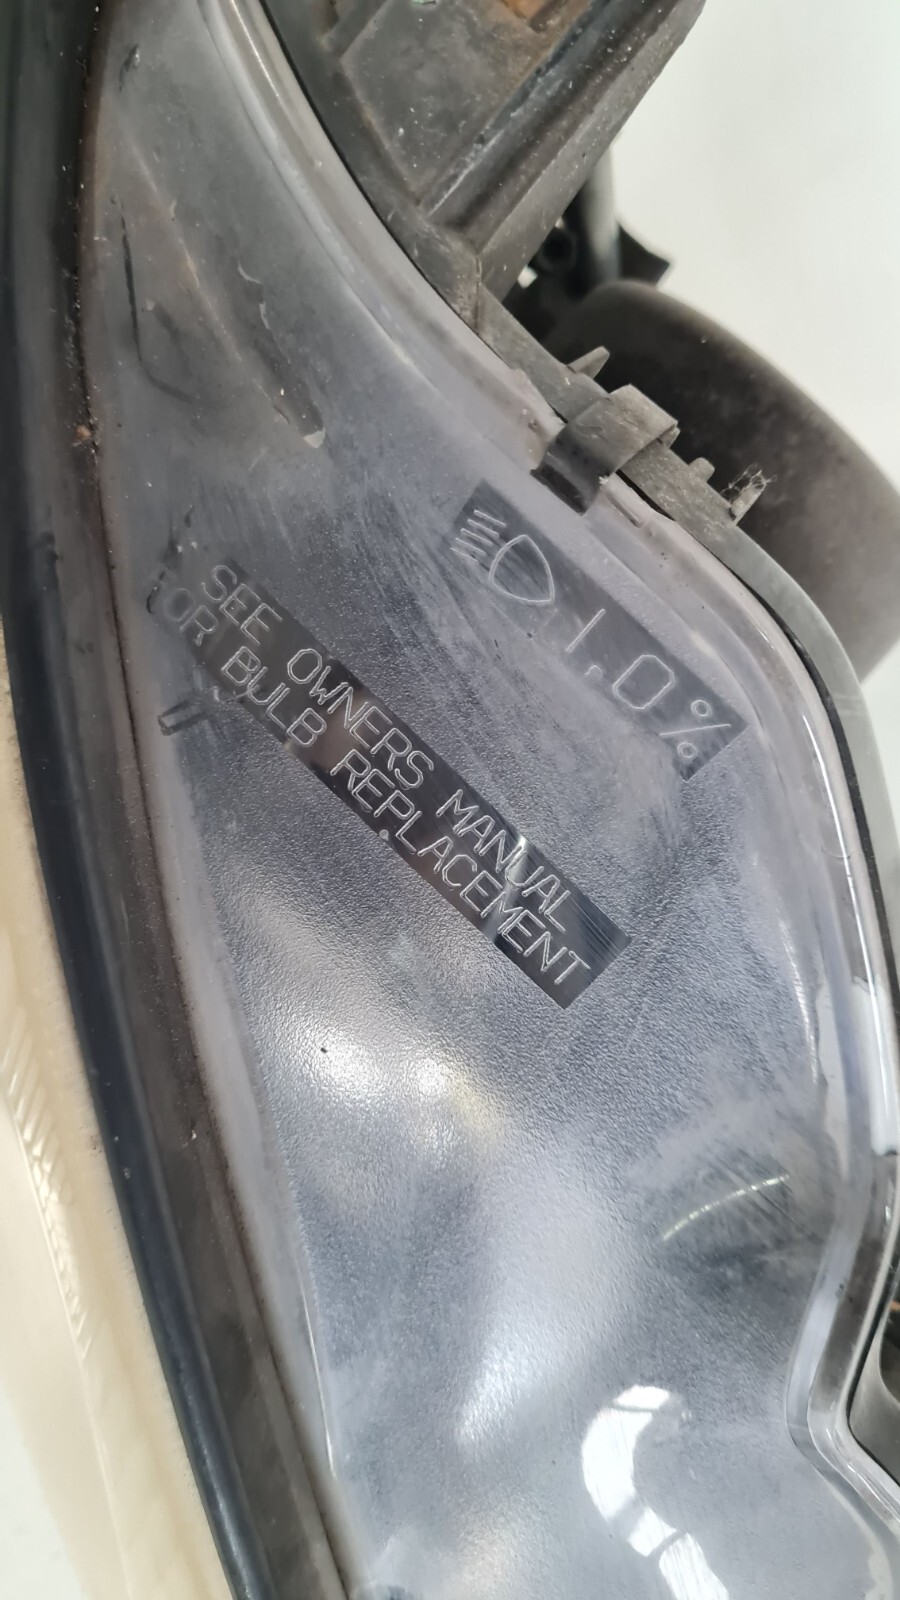 1.0%
SEE OWNERS MANUAL
FOR BULB REPLACEMENT